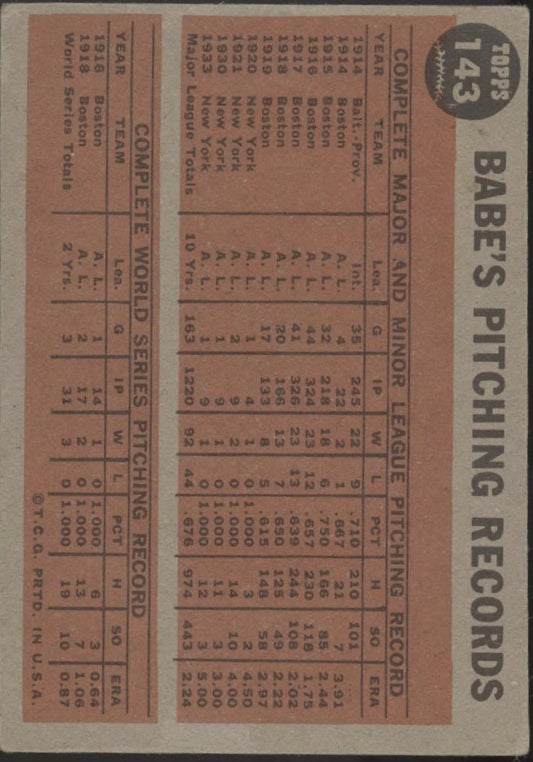 TOPPS
143
BABE'S PITCHING RECORDS
COMPLETE MAJOR AND MINOR LEAGUE PITCHING RECORD
YEAR TEAM Lea. G IP W L PCT H SO ERA
1914 Balt.-Prov. Int. 35 245 22 9 .710 210 101
1914 Boston A. L. 4 22 2 1 .667 21 7 3.91
1915 Boston A. L. 32 218 18 6 .750 166 85 2.44
1916 Boston A. L. 44 324 23 12 .657 230 118 1.75
1917 Boston A. L. 41 326 23 13 .639 244 108 2.02
1918 Boston A. L. 20 166 13 7 .650 125 49 2.22
1919 Boston A. L. 17 133 8 5 .615 148 58 2.97
1920 New York A. L. 1 4 1 0 1.000 3 2 4.50
1921 New York A. L. 2 9 2 0 1.000 14 10 4.00
1930 New York A. L. 1 9 1 0 1.000 11 3 3.00
1933 New York A. L. 1 9 1 0 1.000 12 3 5.00
Major League Totals 10 Yrs. 163 1220 92 44 .676 974 443 2.24
COMPLETE WORLD SERIES PITCHING RECORD
YEAR TEAM Lea. G IP W L PCT H SO ERA
1916 Boston A. L. 1 14 1 0 1.000 6 3 0.64
1918 Boston A. L. 2 17 2 0 1.000 13 7 1.06
World Series Totals 2 Yrs. 3 31 3 0 1.000 19 10 0.87
©T.C.G. PRTD. IN U.S.A.